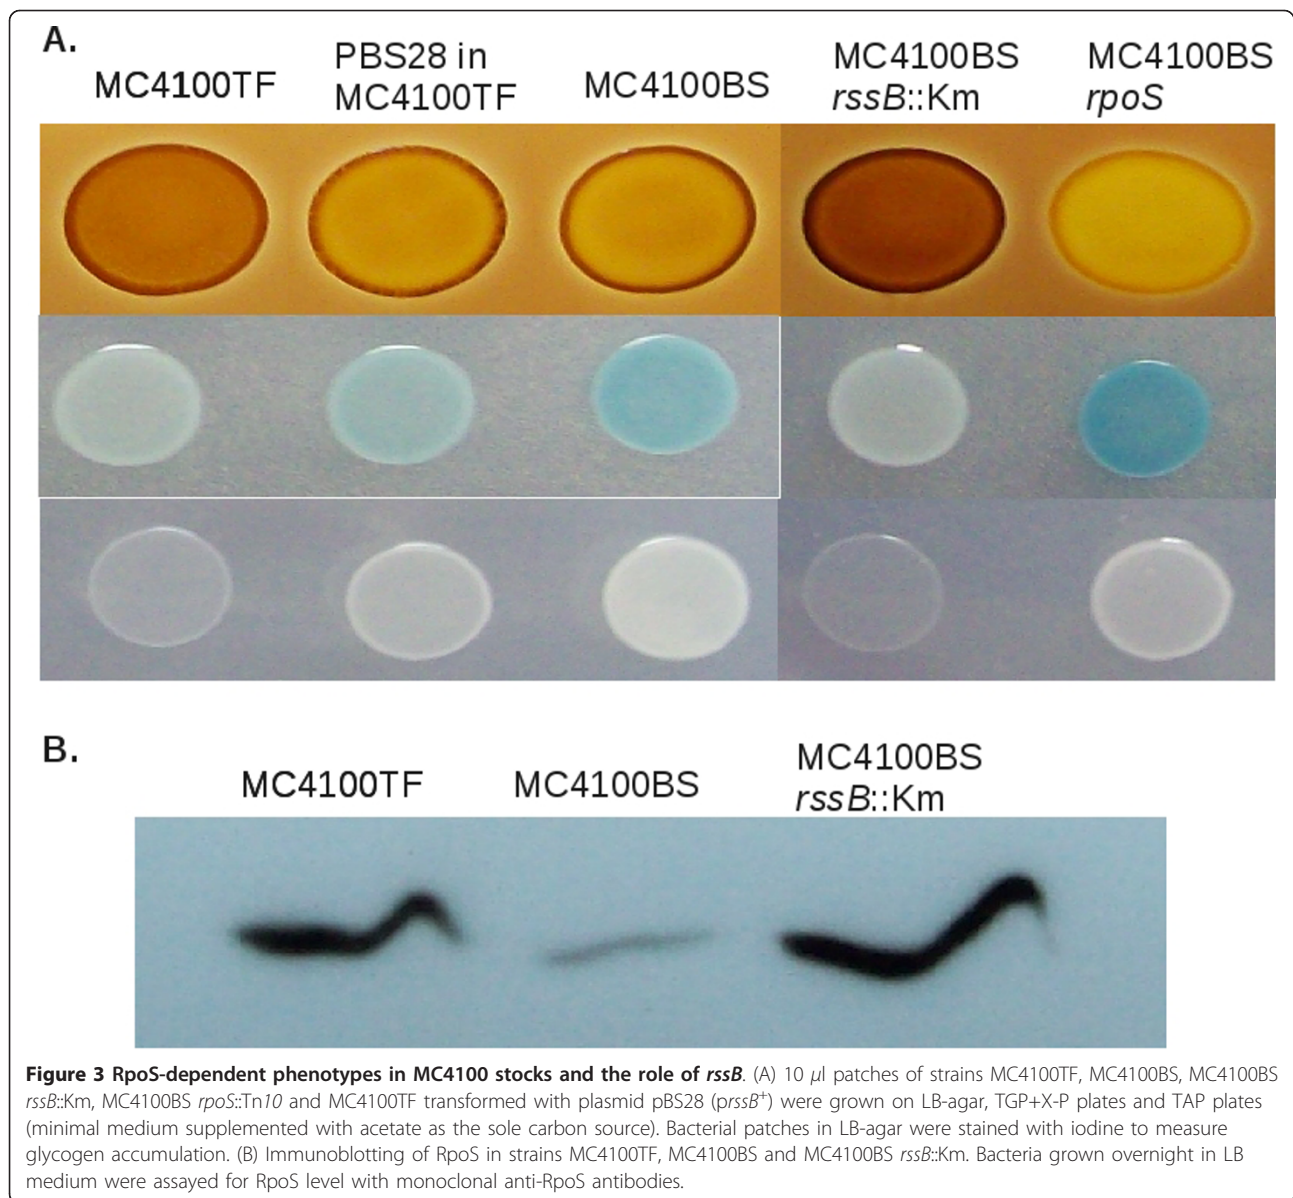 A.
MC4100TF
PBS28 in
MC4100TF
MC4100BS
MC4100BS
rssB::Km
MC4100BS
rpoS
B.
MC4100TF
MC4100BS
MC4100BS
rssB::Km
Figure 3 RpoS-dependent phenotypes in MC4100 stocks and the role of rssB. (A) 10 μl patches of strains MC4100TF, MC4100BS, MC4100BS
rssB::Km, MC4100BS rpoS::Tn10 and MC4100TF transformed with plasmid pBS28 (prssB+) were grown on LB-agar, TGP+X-P plates and TAP plates
(minimal medium supplemented with acetate as the sole carbon source). Bacterial patches in LB-agar were stained with iodine to measure
glycogen accumulation. (B) Immunoblotting of RpoS in strains MC4100TF, MC4100BS and MC4100BS rssB::Km. Bacteria grown overnight in LB
medium were assayed for RpoS level with monoclonal anti-RpoS antibodies.